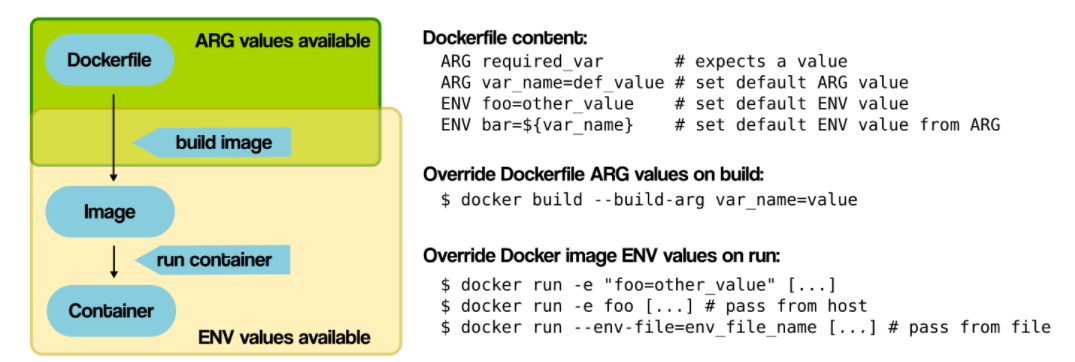 ARG values available
Dockerfile
build image
Image
run container
Container
ENV values available
Dockerfile content:
ARG required_var # expects a value
ARG var_name=def_value # set default ARG value
ENV foo=other_value # set default ENV value
ENV bar=${var_name} # set default ENV value from ARG
Override Dockerfile ARG values on build:
$ docker build --build-arg var_name=value
Override Docker image ENV values on run:
$ docker run -e "foo=other_value" [...]
$ docker run -e foo [...] # pass from host
$ docker run --env-file=env_file_name [...] # pass from file